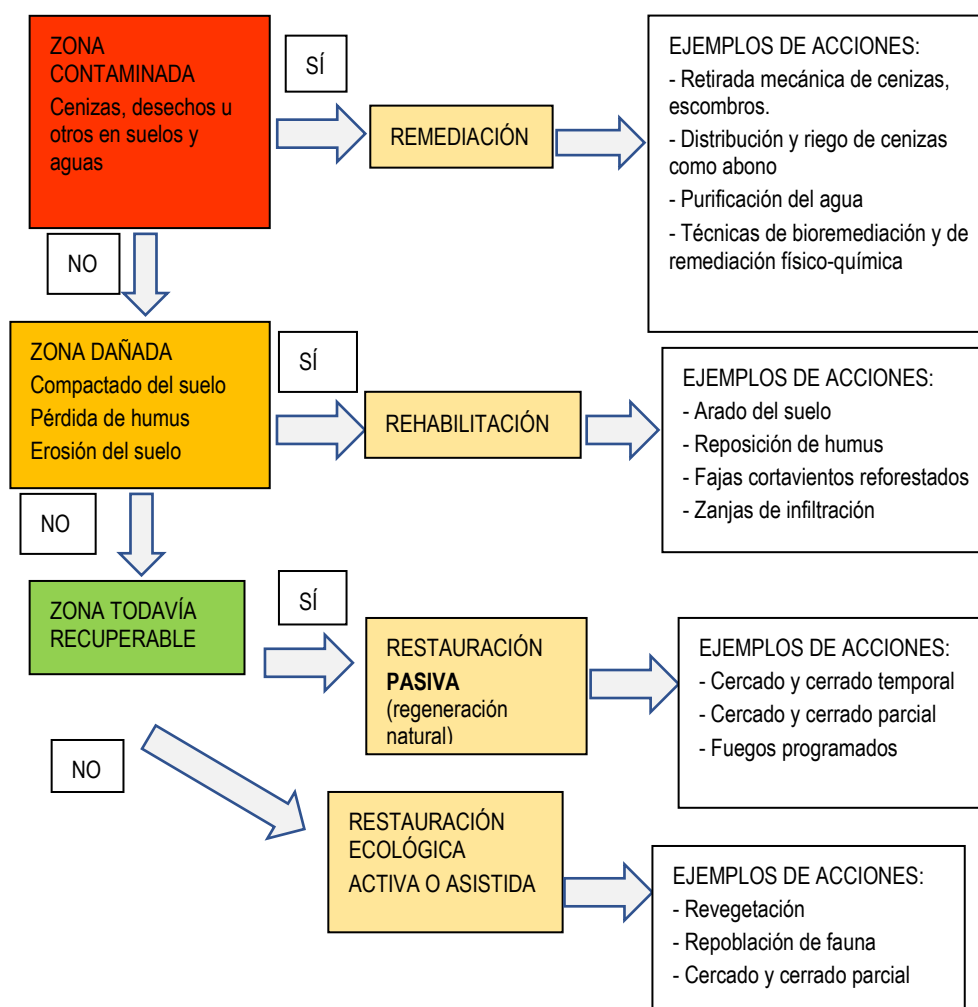 ZONA
CONTAMINADA
Cenizas, desechos u
otros en suelos y
aguas
SÍ
REMEDIACIÓN
EJEMPLOS DE ACCIONES:
- Retirada mecánica de cenizas,
escombros.
- Distribución y riego de cenizas
como abono
- Purificación del agua
- Técnicas de bioremediación y de
remediación físico-química
NO
ZONA DAÑADA
Compactado del suelo
Pérdida de humus
Erosión del suelo
SÍ
REHABILITACIÓN
EJEMPLOS DE ACCIONES:
- Arado del suelo
- Reposición de humus
- Fajas cortavientos reforestados
- Zanjas de infiltración
NO
ZONA TODAVÍA
RECUPERABLE
SÍ
RESTAURACIÓN
PASIVA
(regeneración
natural)
EJEMPLOS DE ACCIONES:
- Cercado y cerrado temporal
- Cercado y cerrado parcial
- Fuegos programados
NO
RESTAURACIÓN
ECOLÓGICA
ACTIVA O ASISTIDA
EJEMPLOS DE ACCIONES:
- Revegetación
- Repoblación de fauna
- Cercado y cerrado parcial